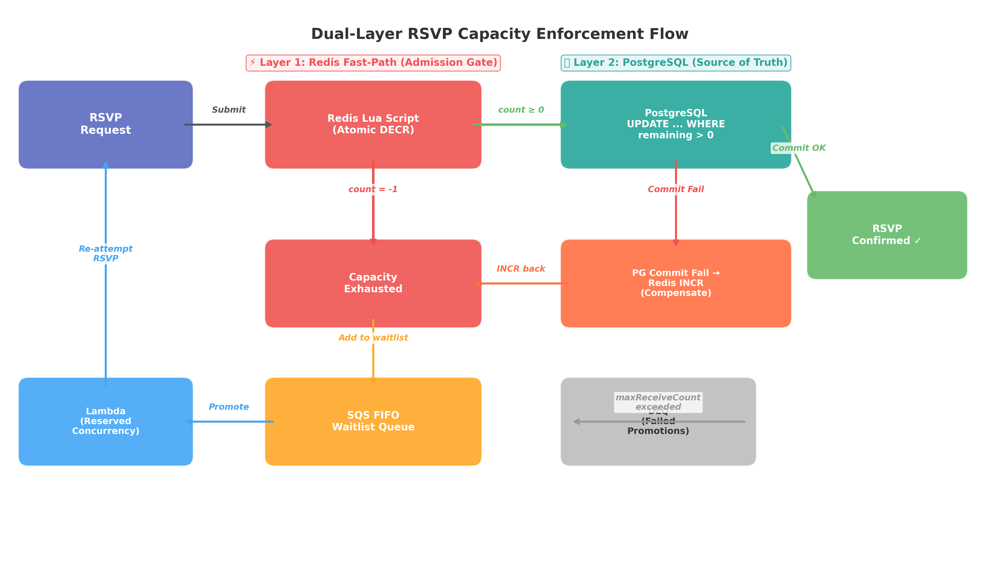 Dual-Layer RSVP Capacity Enforcement Flow
⚡ Layer 1: Redis Fast-Path (Admission Gate)
Layer 2: PostgreSQL (Source of Truth)
RSVP
Request
Submit
Redis Lua Script
(Atomic DECR)
count ≥ 0
PostgreSQL
UPDATE ... WHERE
remaining > 0
Commit OK
count = -1
Commit Fail
RSVP
Confirmed ✓
Re-attempt
RSVP
Capacity
Exhausted
INCR back
PG Commit Fail →
Redis INCR
(Compensate)
Add to waitlist
Lambda
(Reserved
Concurrency)
Promote
SQS FIFO
Waitlist Queue
maxReceiveCount
exceeded
DLQ
(Failed
Promotions)